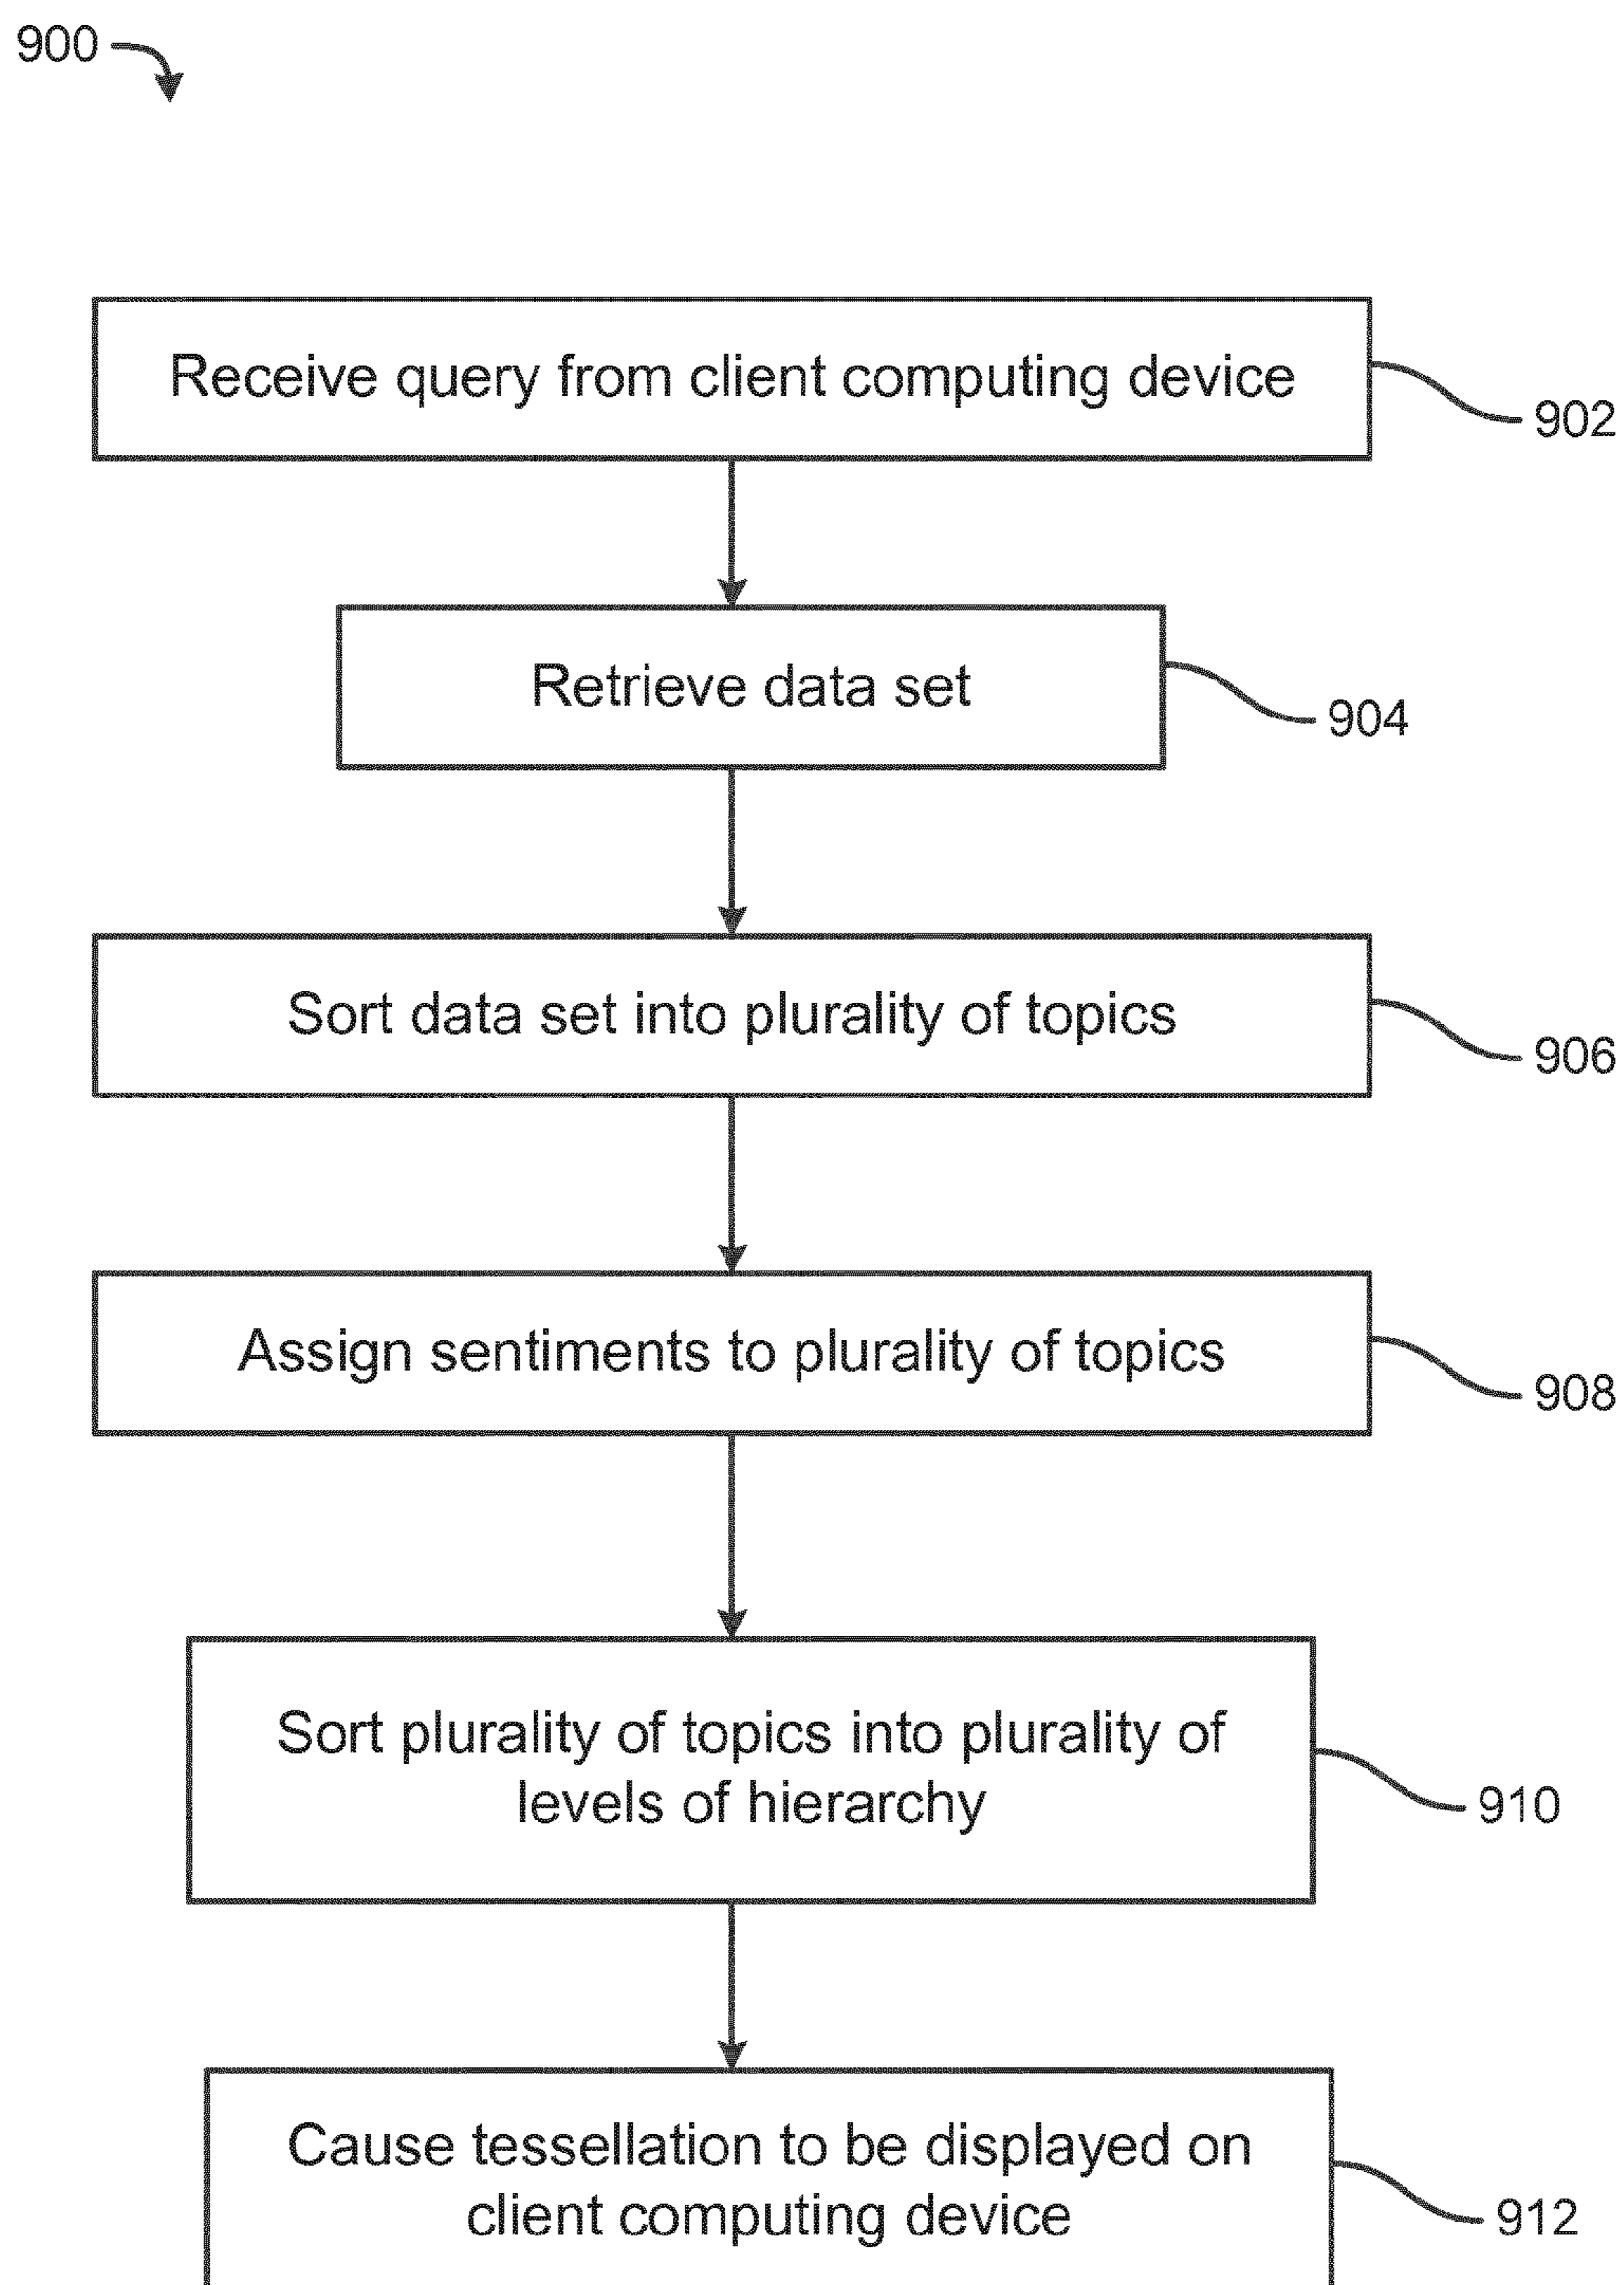 900
Receive query from client computing device
902
Retrieve data set
904
Sort data set into plurality of topics
906
Assign sentiments to plurality of topics
908
Sort plurality of topics into plurality of
levels of hierarchy
910
Cause tessellation to be displayed on
client computing device
912